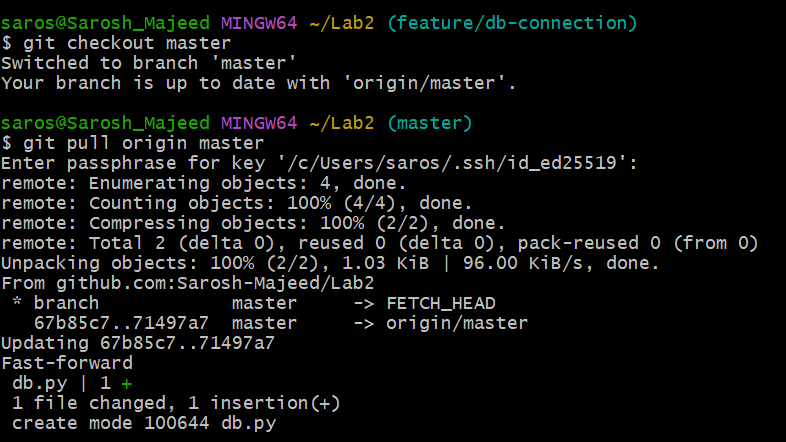 saros@Sarosh_Majeed MINGW64 ~/Lab2 (feature/db-connection)
$ git checkout master
Switched to branch 'master'
Your branch is up to date with 'origin/master'.
saros@Sarosh_Majeed MINGW64 ~/Lab2 (master)
$ git pull origin master
Enter passphrase for key '/c/Users/saros/.ssh/id_ed25519':
remote: Enumerating objects: 4, done.
remote: Counting objects: 100% (4/4), done.
remote: Compressing objects: 100% (2/2), done.
remote: Total 2 (delta 0), reused 0 (delta 0), pack-reused 0 (from 0)
Unpacking objects: 100% (2/2), 1.03 KiB | 96.00 KiB/s, done.
From github.com:Sarosh-Majeed/Lab2
 * branch            master     -> FETCH_HEAD
   67b85c7..71497a7  master     -> origin/master
Updating 67b85c7..71497a7
Fast-forward
 db.py | 1 +
 1 file changed, 1 insertion(+)
 create mode 100644 db.py